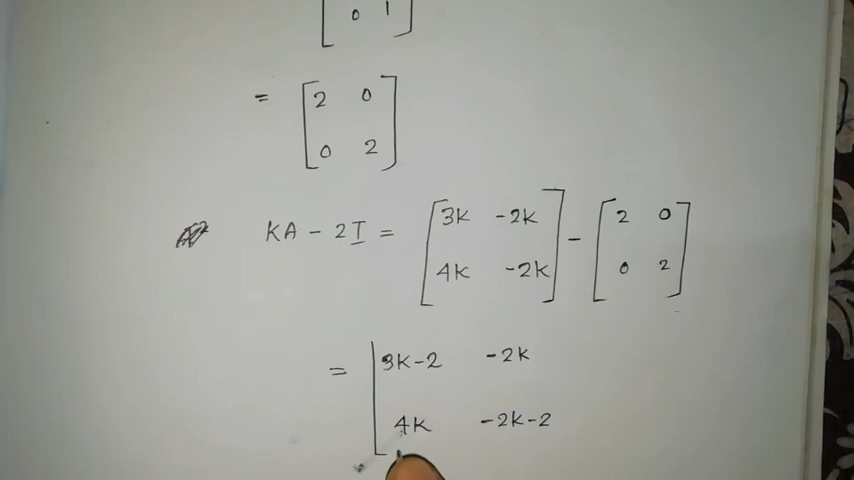 0 1
= 2 0
0 2
KA - 2I = [3K -2K] - [2 0]
[4K -2K] [0 2]
= [3K-2 -2K
4K -2K-2